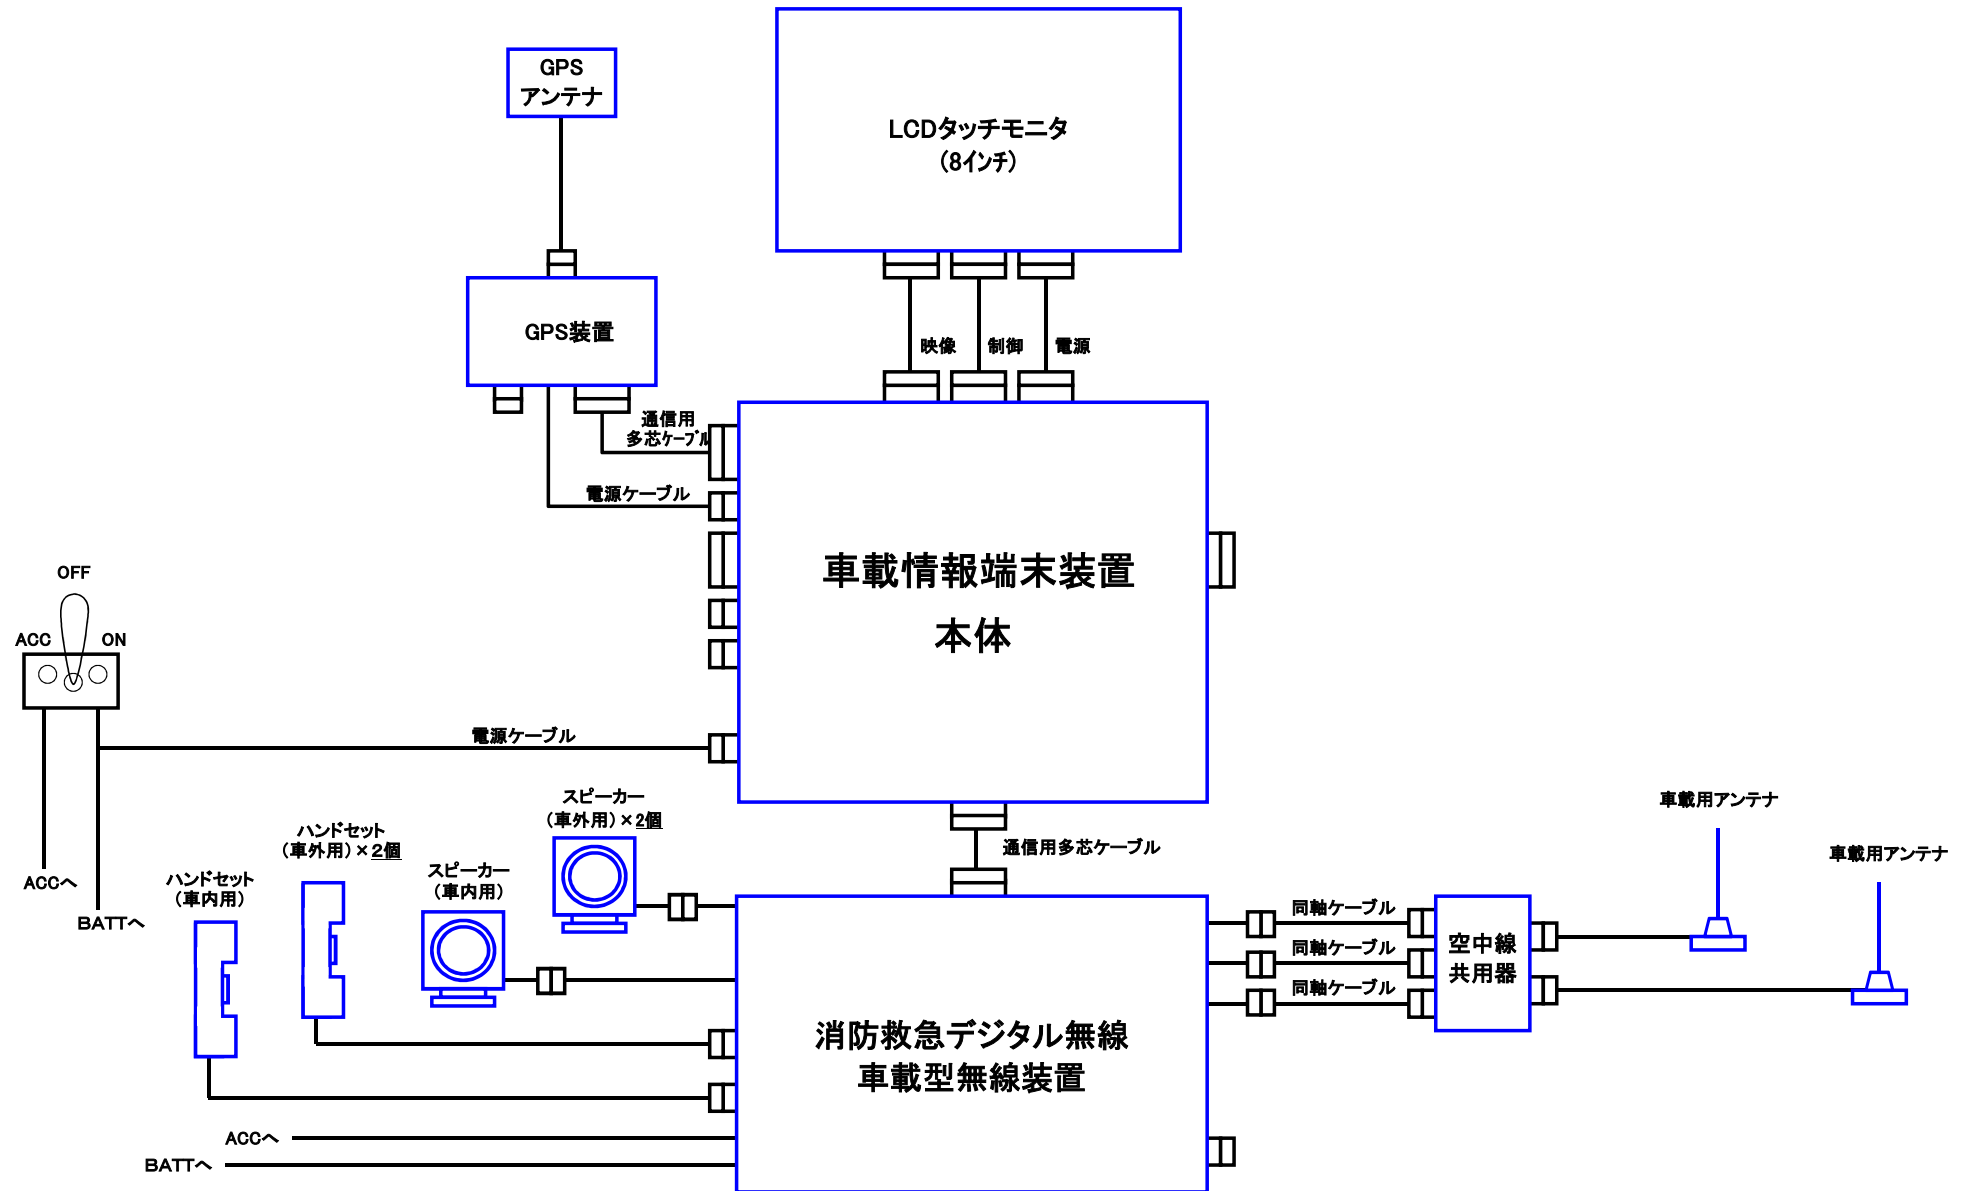 GPS
アンテナ
LCDタッチモニタ
(8インチ)
GPS装置
映像
制御
電源
通信用
多芯ケーブル
電源ケーブル
車載情報端末装置
本体
OFF
ACC
ON
電源ケーブル
スピーカー
(車外用)×2個
ハンドセット
(車外用)×2個
スピーカー
(車内用)
ハンドセット
(車内用)
ACCへ
BATTへ
通信用多芯ケーブル
車載用アンテナ
車載用アンテナ
同軸ケーブル
同軸ケーブル
同軸ケーブル
空中線
共用器
消防救急デジタル無線
車載型無線装置
ACCへ
BATTへ